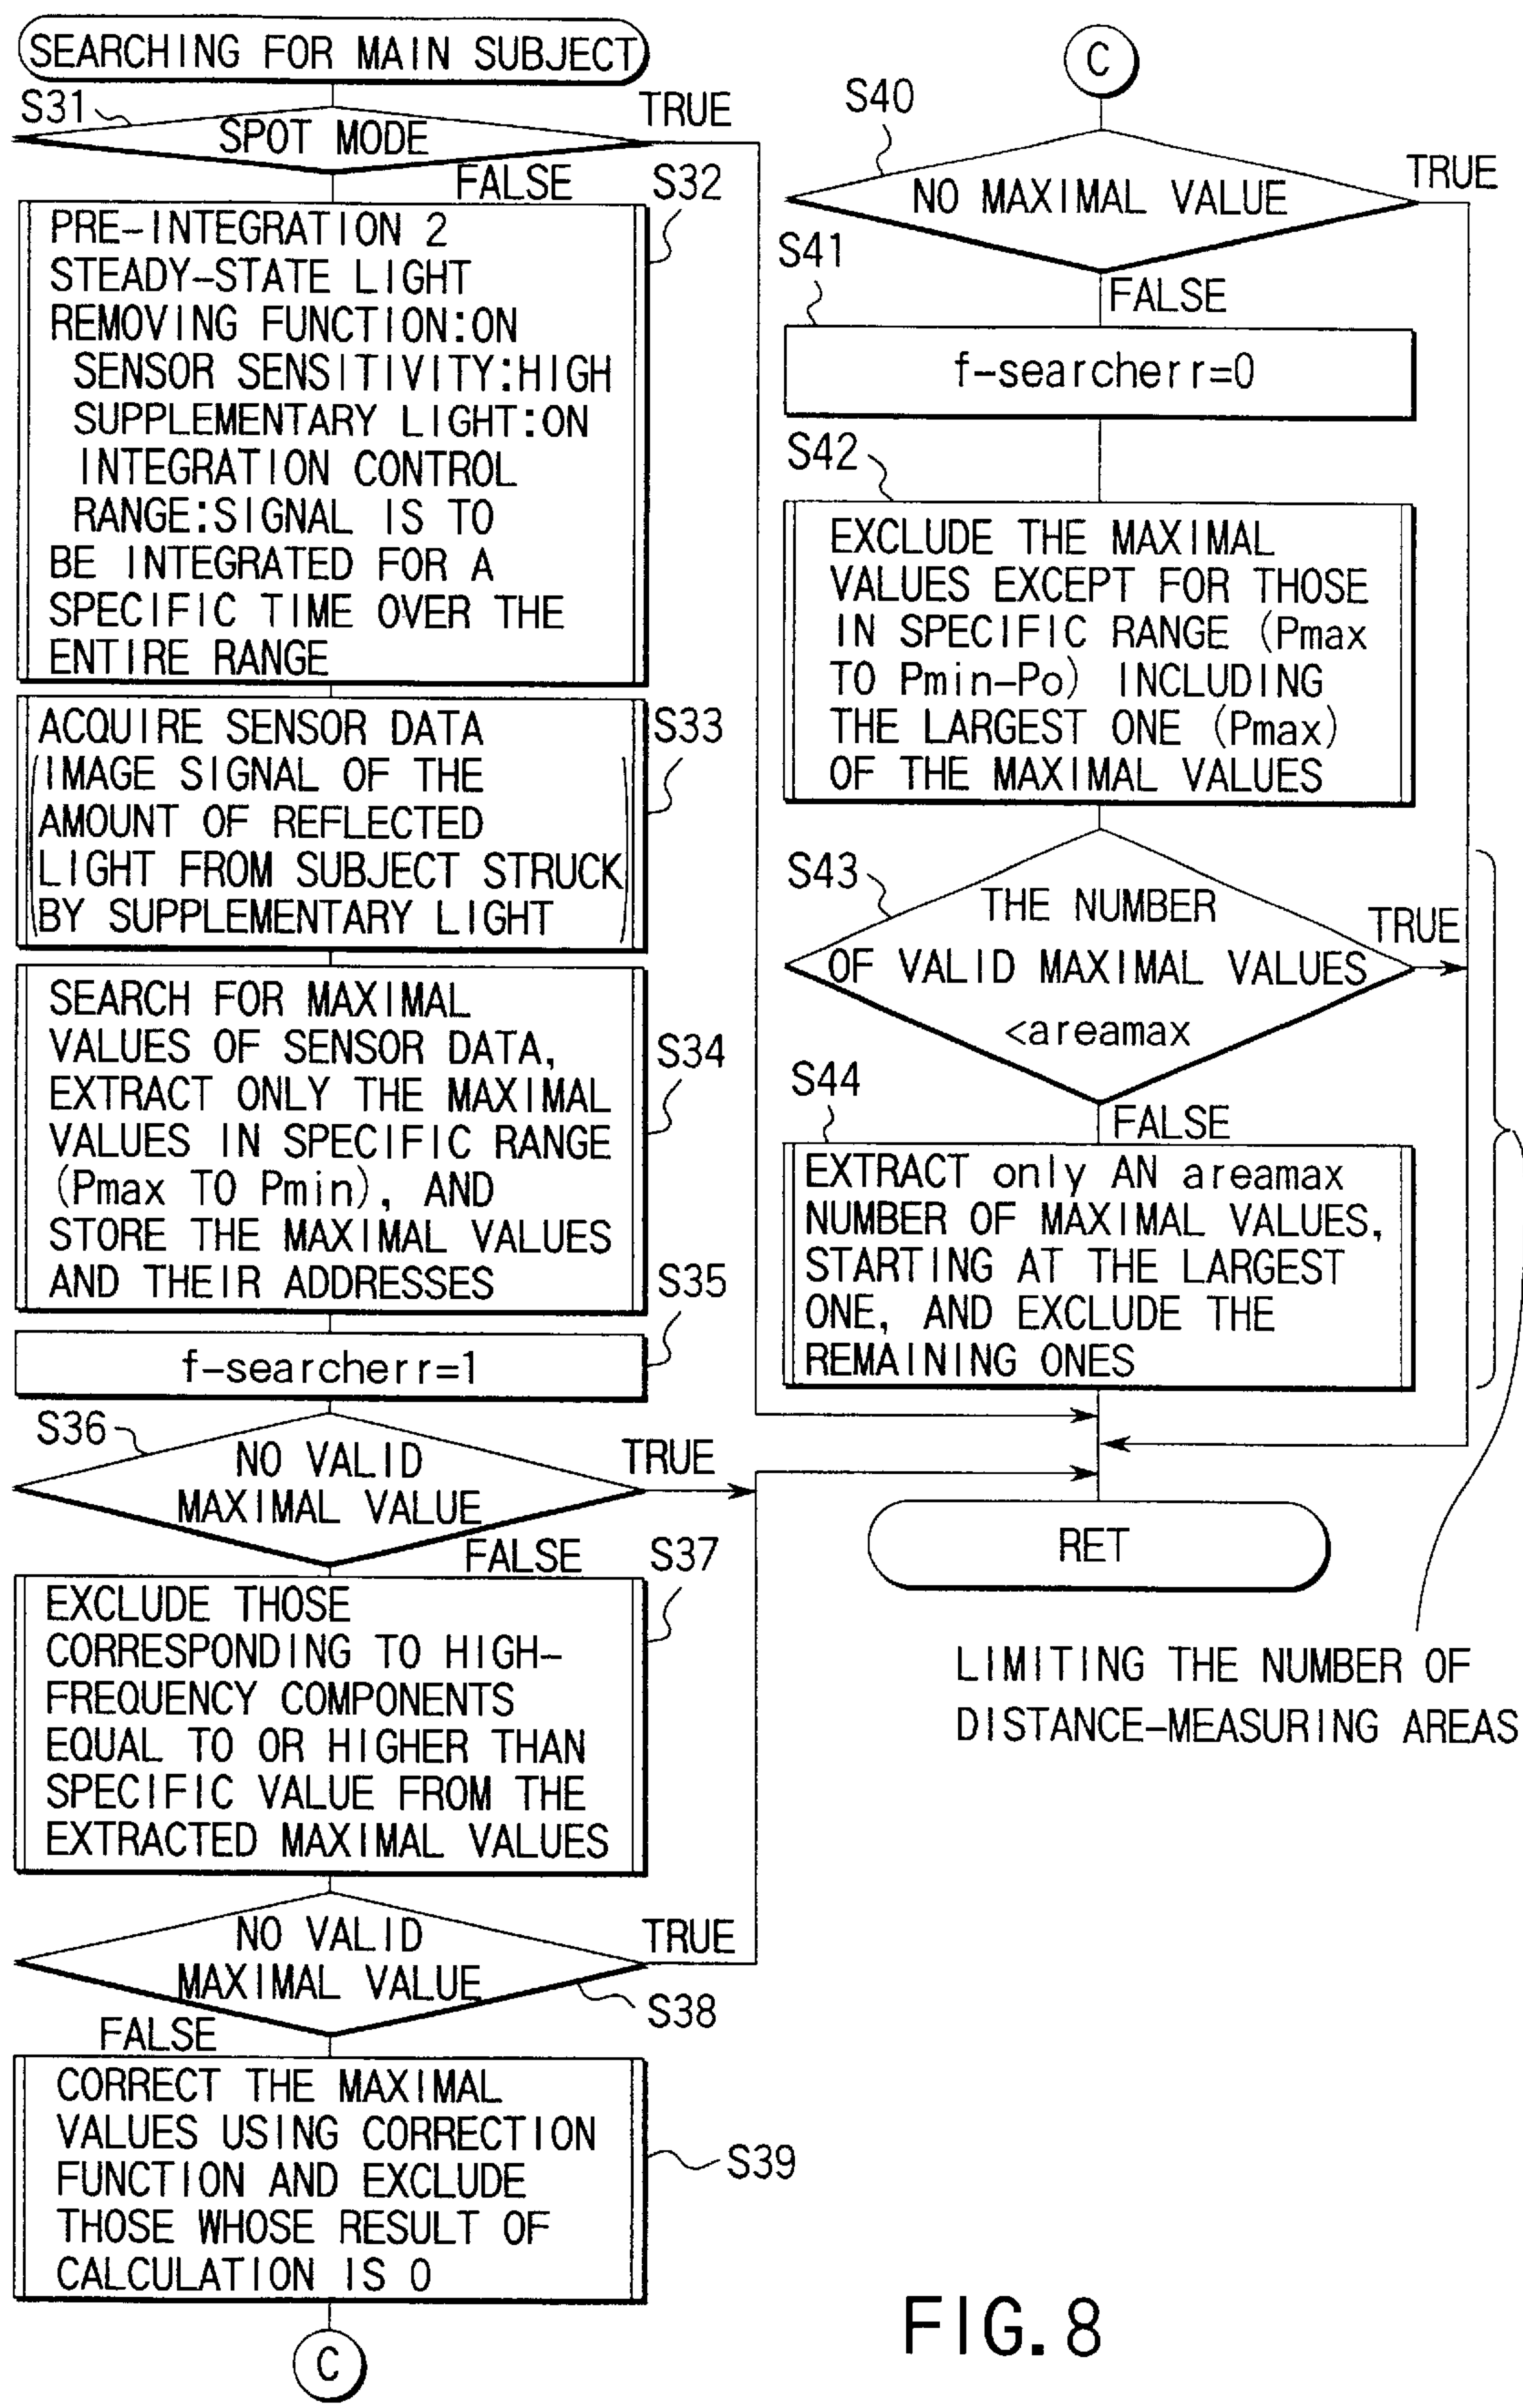 SEARCHING FOR MAIN SUBJECT
S31
SPOT MODE
TRUE
FALSE
S32
PRE-INTEGRATION 2
STEADY-STATE LIGHT
REMOVING FUNCTION:ON
SENSOR SENSITIVITY:HIGH
SUPPLEMENTARY LIGHT:ON
INTEGRATION CONTROL
RANGE:SIGNAL IS TO
BE INTEGRATED FOR A
SPECIFIC TIME OVER THE
ENTIRE RANGE
S33
ACQUIRE SENSOR DATA
(IMAGE SIGNAL OF THE
AMOUNT OF REFLECTED
LIGHT FROM SUBJECT STRUCK
BY SUPPLEMENTARY LIGHT)
S34
SEARCH FOR MAXIMAL
VALUES OF SENSOR DATA,
EXTRACT ONLY THE MAXIMAL
VALUES IN SPECIFIC RANGE
(Pmax TO Pmin), AND
STORE THE MAXIMAL VALUES
AND THEIR ADDRESSES
S35
f-searcherr=1
S36
NO VALID
MAXIMAL VALUE
TRUE
FALSE
S37
EXCLUDE THOSE
CORRESPONDING TO HIGH-
FREQUENCY COMPONENTS
EQUAL TO OR HIGHER THAN
SPECIFIC VALUE FROM THE
EXTRACTED MAXIMAL VALUES
NO VALID
MAXIMAL VALUE
TRUE
S38
FALSE
CORRECT THE MAXIMAL
VALUES USING CORRECTION
FUNCTION AND EXCLUDE
THOSE WHOSE RESULT OF
CALCULATION IS 0
S39
C
C
S40
NO MAXIMAL VALUE
TRUE
FALSE
S41
f-searcherr=0
S42
EXCLUDE THE MAXIMAL
VALUES EXCEPT FOR THOSE
IN SPECIFIC RANGE (Pmax
TO Pmin-Po) INCLUDING
THE LARGEST ONE (Pmax)
OF THE MAXIMAL VALUES
S43
THE NUMBER
OF VALID MAXIMAL VALUES
<areamax
TRUE
FALSE
S44
EXTRACT only AN areamax
NUMBER OF MAXIMAL VALUES,
STARTING AT THE LARGEST
ONE, AND EXCLUDE THE
REMAINING ONES
RET
LIMITING THE NUMBER OF
DISTANCE-MEASURING AREAS
FIG. 8